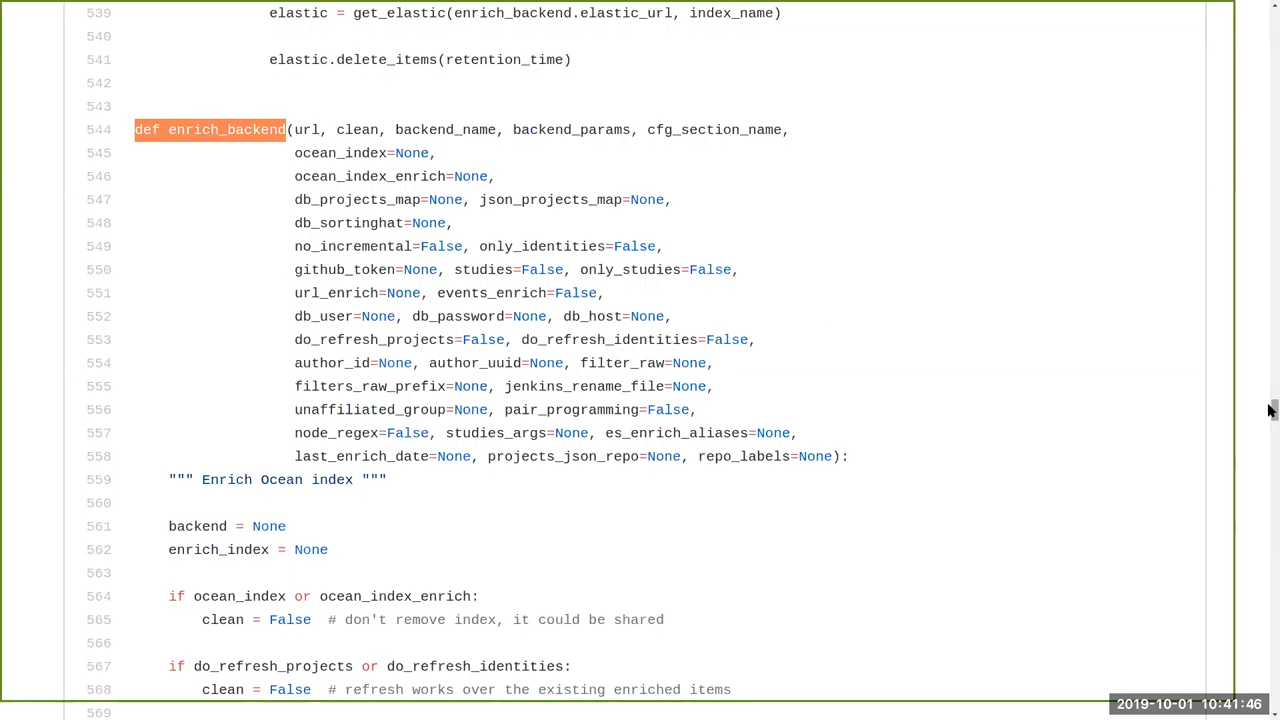 539 elastic = get_elastic(enrich_backend.elastic_url, index_name)
540
541 elastic.delete_items(retention_time)
542
543
544 def enrich_backend(url, clean, backend_name, backend_params, cfg_section_name,
545 ocean_index=None,
546 ocean_index_enrich=None,
547 db_projects_map=None, json_projects_map=None,
548 db_sortinghat=None,
549 no_incremental=False, only_identities=False,
550 github_token=None, studies=False, only_studies=False,
551 url_enrich=None, events_enrich=False,
552 db_user=None, db_password=None, db_host=None,
553 do_refresh_projects=False, do_refresh_identities=False,
554 author_id=None, author_uuid=None, filter_raw=None,
555 filters_raw_prefix=None, jenkins_rename_file=None,
556 unaffiliated_group=None, pair_programming=False,
557 node_regex=False, studies_args=None, es_enrich_aliases=None,
558 last_enrich_date=None, projects_json_repo=None, repo_labels=None):
559 """ Enrich Ocean index """
560
561 backend = None
562 enrich_index = None
563
564 if ocean_index or ocean_index_enrich:
565 clean = False  # don't remove index, it could be shared
566
567 if do_refresh_projects or do_refresh_identities:
568 clean = False  # refresh works over the existing enriched items
569
2019-10-01 10:41:46